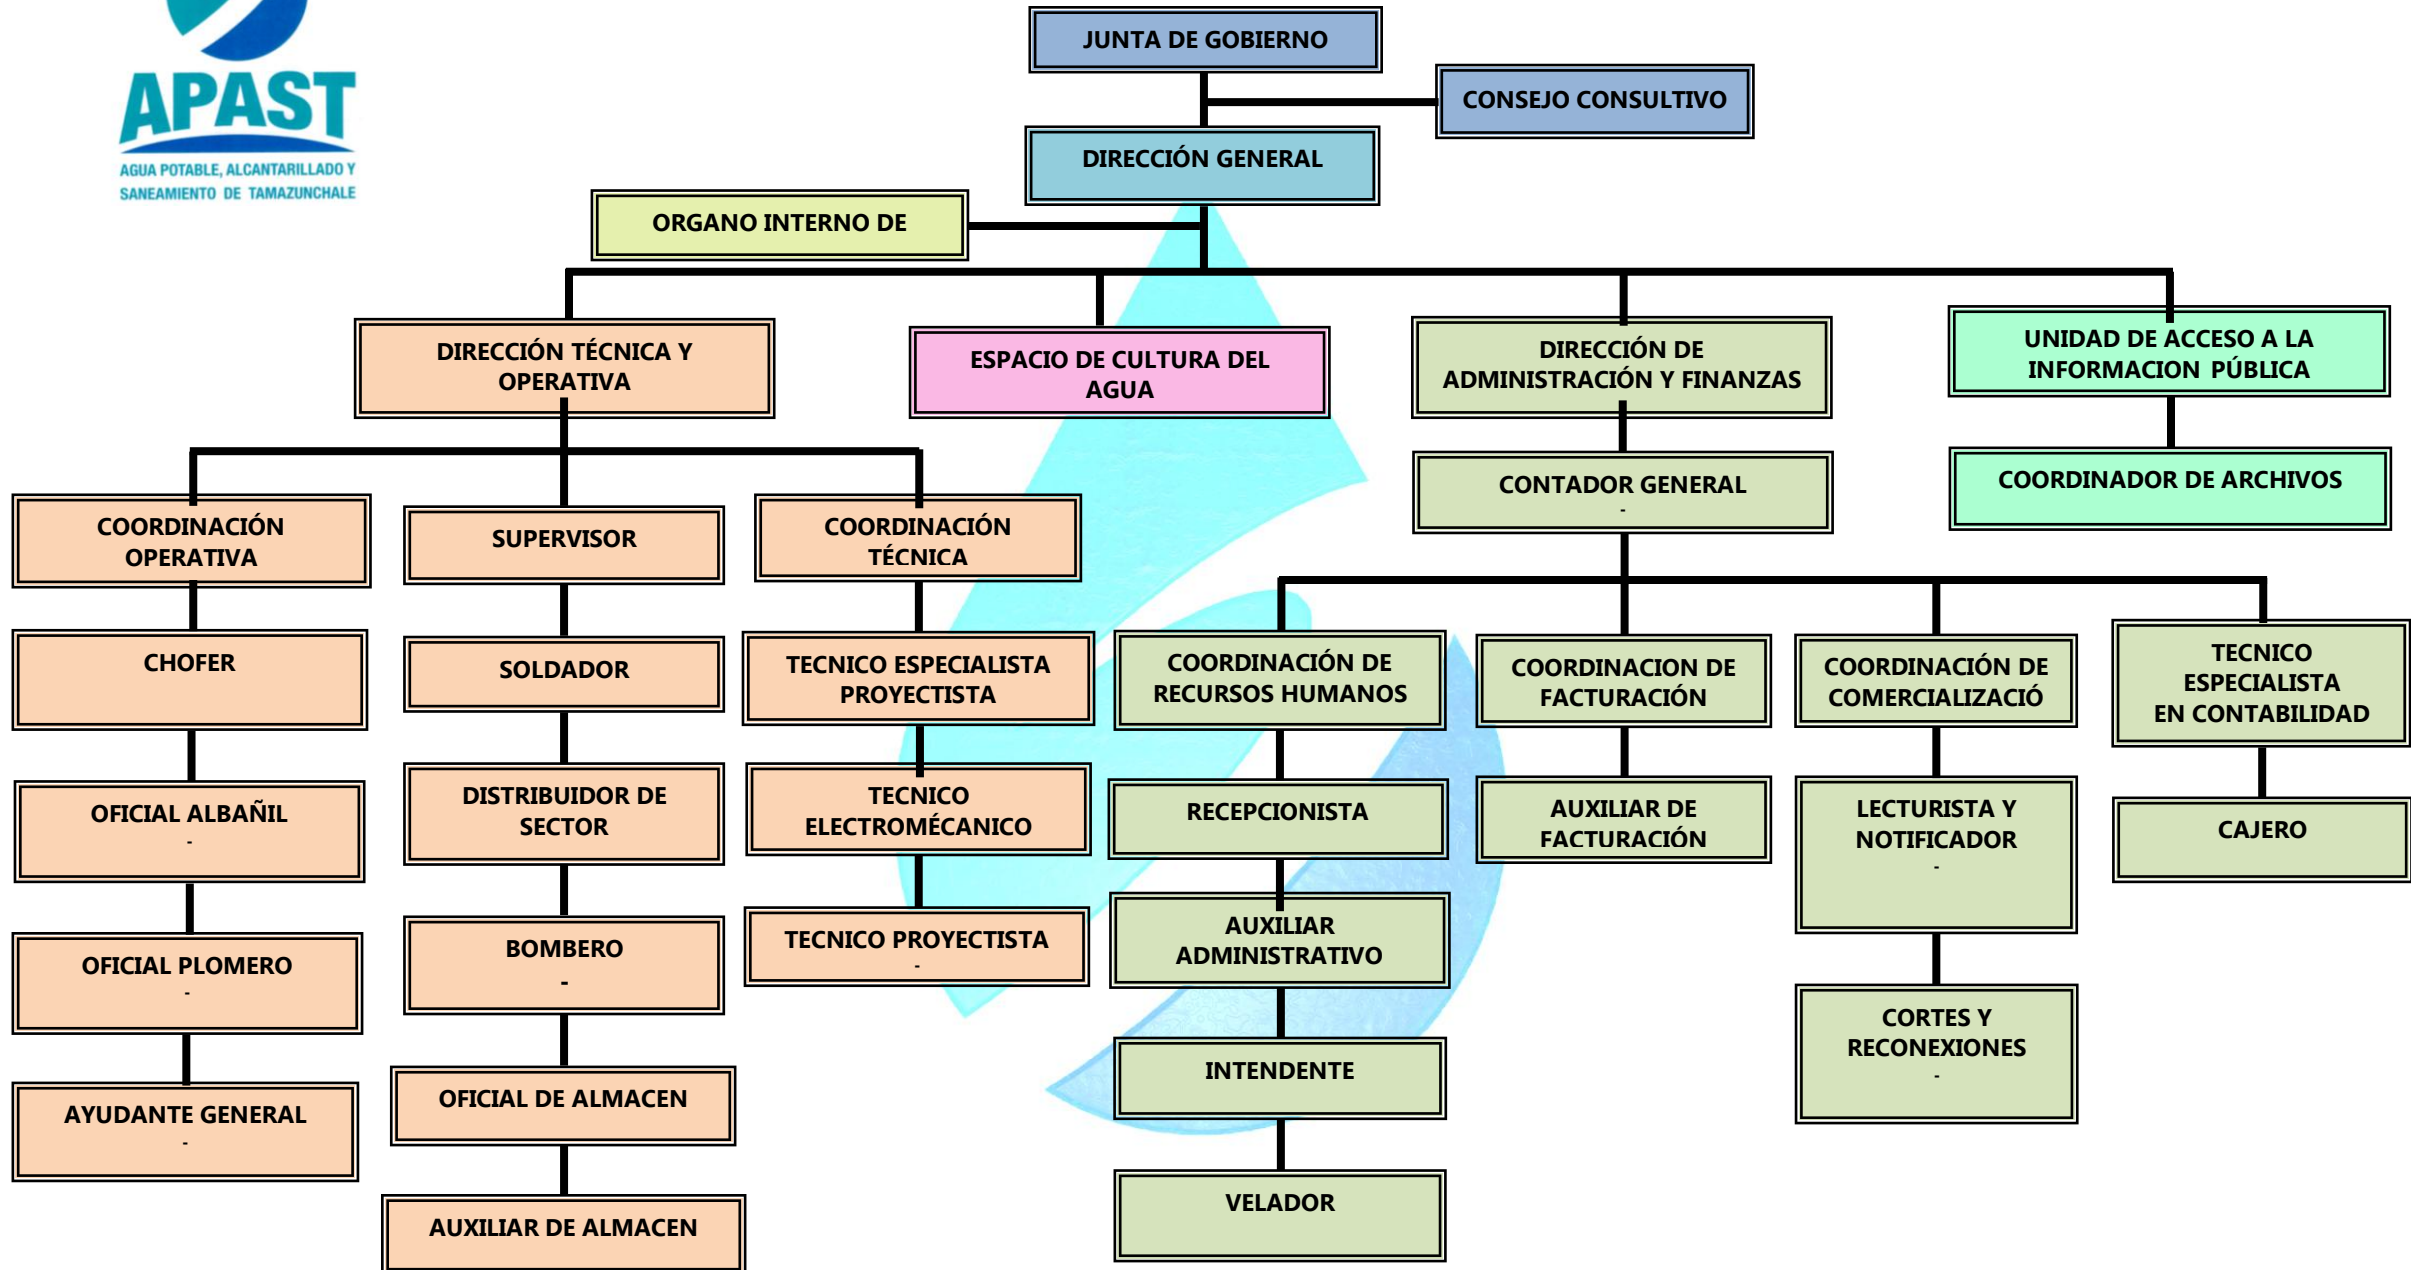 APAST
AGUA POTABLE, ALCANTARILLADO Y
SANEAMIENTO DE TAMAZUNCHALE
JUNTA DE GOBIERNO
CONSEJO CONSULTIVO
DIRECCIÓN GENERAL
ORGANO INTERNO DE
DIRECCIÓN TÉCNICA Y
OPERATIVA
ESPACIO DE CULTURA DEL
AGUA
DIRECCIÓN DE
ADMINISTRACIÓN Y FINANZAS
UNIDAD DE ACCESO A LA
INFORMACION PÚBLICA
CONTADOR GENERAL
-
COORDINADOR DE ARCHIVOS
COORDINACIÓN
OPERATIVA
SUPERVISOR
COORDINACIÓN
TÉCNICA
CHOFER
SOLDADOR
TECNICO ESPECIALISTA
PROYECTISTA
COORDINACIÓN DE
RECURSOS HUMANOS
COORDINACION DE
FACTURACIÓN
COORDINACIÓN DE
COMERCIALIZACIÓ
TECNICO
ESPECIALISTA
EN CONTABILIDAD
OFICIAL ALBAÑIL
-
DISTRIBUIDOR DE
SECTOR
TECNICO
ELECTROMÉCANICO
RECEPCIONISTA
AUXILIAR DE
FACTURACIÓN
LECTURISTA Y
NOTIFICADOR
-
CAJERO
OFICIAL PLOMERO
-
BOMBERO
-
TECNICO PROYECTISTA
-
AUXILIAR
ADMINISTRATIVO
CORTES Y
RECONEXIONES
-
AYUDANTE GENERAL
-
OFICIAL DE ALMACEN
INTENDENTE
AUXILIAR DE ALMACEN
VELADOR